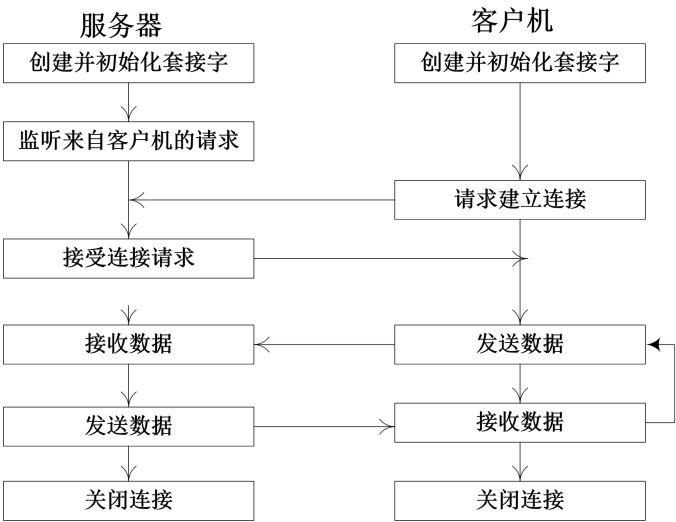 服务器
客户机
创建并初始化套接字
创建并初始化套接字
监听来自客户机的请求
请求建立连接
接受连接请求
接收数据
发送数据
发送数据
接收数据
关闭连接
关闭连接